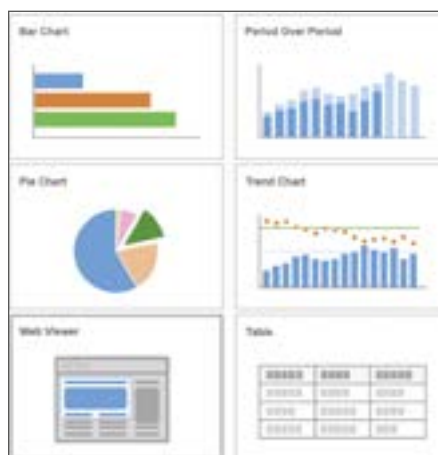 Bar Chart
Period Over Period
Pie Chart
Trend Chart
Web Viewer
Table